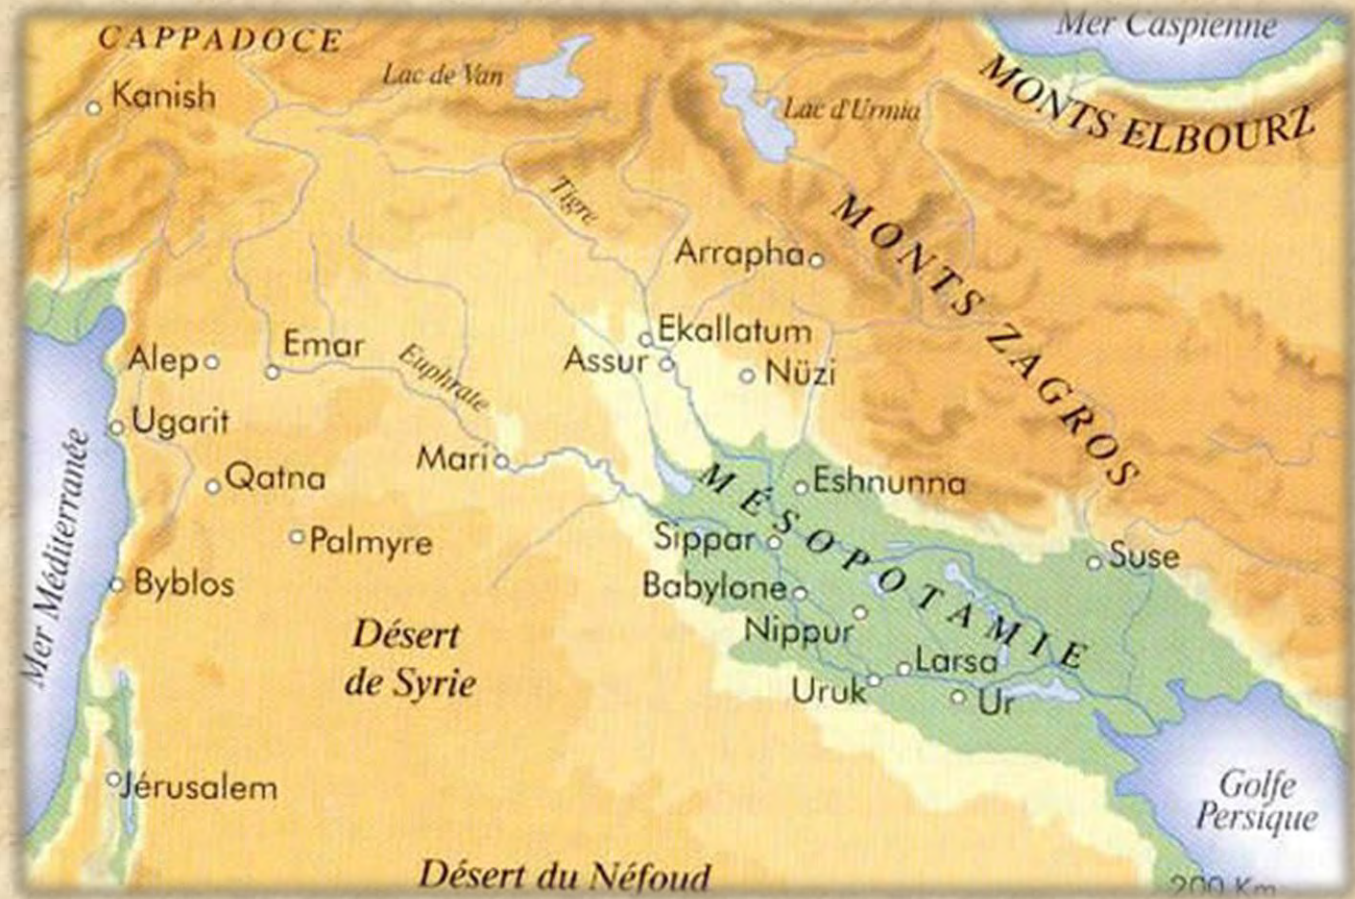 Mer Caspienne
CAPPADOCE
Lac de Van
MONTS ELBOURZ
Kanish
Lac d'Urmia
Tigre
MONTS ZAGROS
Arrapha
Ekallatum
Emar
Alep
Assur
Nüzi
Euphrate
Ugarit
Mari
Qatna
MÉSOPOTAMIE
Eshnunna
Mer Méditerranée
Palmyre
Sippar
Suse
Byblos
Babylone
Désert
de Syrie
Nippur
Larsa
Uruk
Ur
Jérusalem
Golfe
Persique
Désert du Néfoud
200 Km